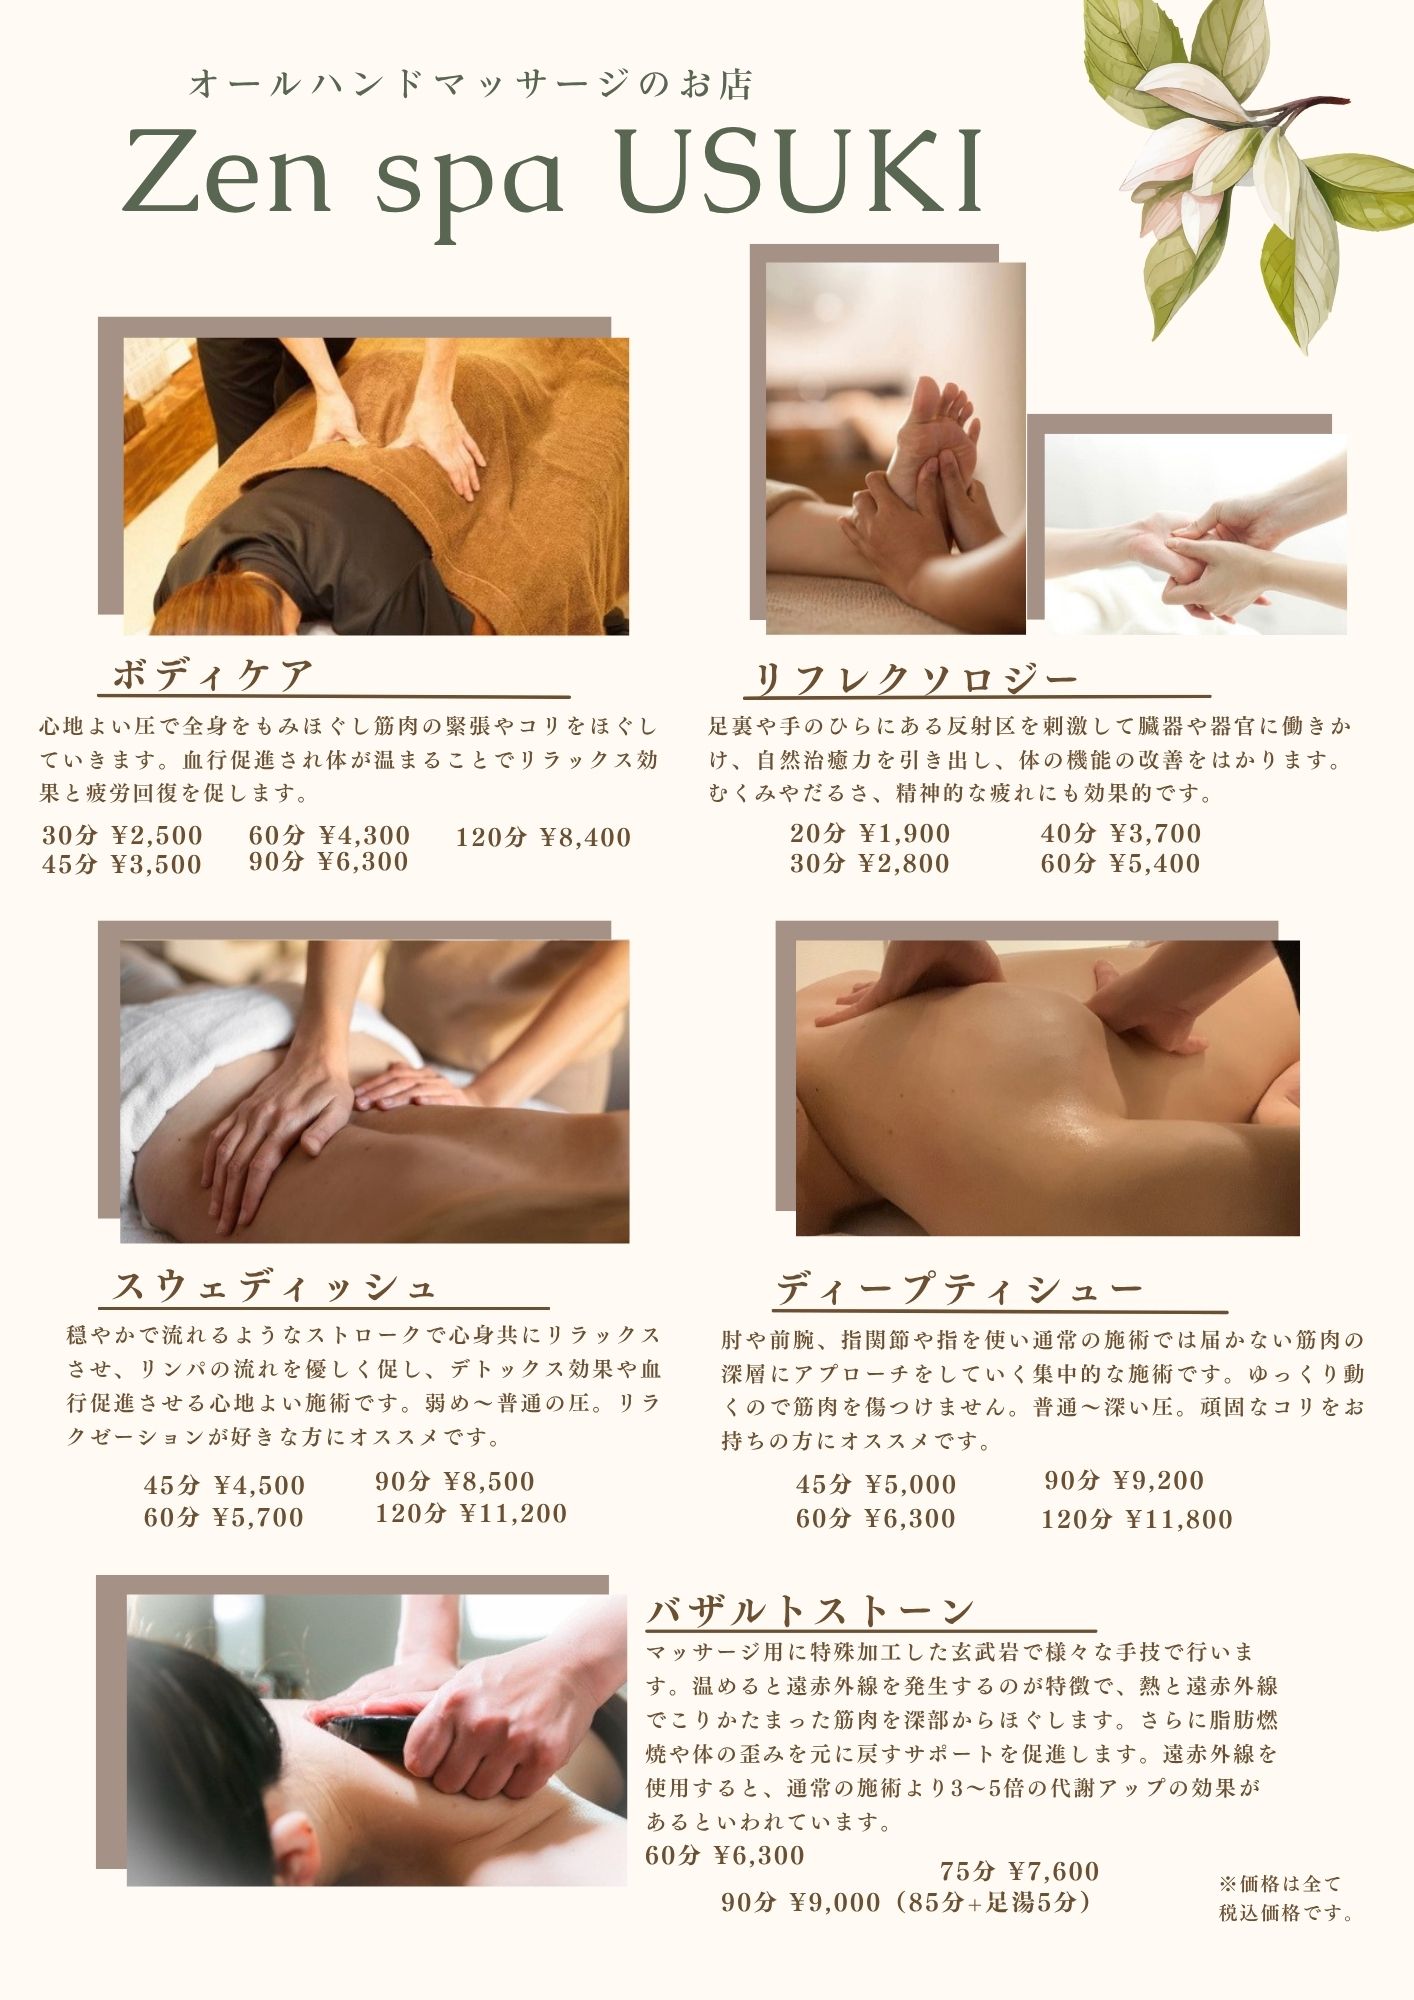 オールハンドマッサージのお店
Zen spa USUKI
ボディケア
心地よい圧で全身をもみほぐし筋肉の緊張やコリをほぐし
ていきます。血行促進され体が温まることでリラックス効
果と疲労回復を促します。
30分 ¥2,500 60分 ¥4,300 120分 ¥8,400
45分 ¥3,500 90分 ¥6,300
リフレクソロジー
足裏や手のひらにある反射区を刺激して臓器や器官に働きか
け、自然治癒力を引き出し、体の機能の改善をはかります。
むくみやだるさ、精神的な疲れにも効果的です。
20分 ¥1,900 40分 ¥3,700
30分 ¥2,800 60分 ¥5,400
スウェディッシュ
穏やかで流れるようなストロークで心身共にリラックス
させ、リンパの流れを優しく促し、デトックス効果や血
行促進させる心地よい施術です。弱め〜普通の圧。リラ
クゼーションが好きな方にオススメです。
45分 ¥4,500 90分 ¥8,500
60分 ¥5,700 120分 ¥11,200
ディープティシュー
肘や前腕、指関節や指を使い通常の施術では届かない筋肉の
深層にアプローチをしていく集中的な施術です。ゆっくり動
くので筋肉を傷つけません。普通〜深い圧。頑固なコリをお
持ちの方にオススメです。
45分 ¥5,000 90分 ¥9,200
60分 ¥6,300 120分 ¥11,800
バザルトストーン
マッサージ用に特殊加工した玄武岩で様々な手技で行いま
す。温めると遠赤外線を発生するのが特徴で、熱と遠赤外線
でこりかたまった筋肉を深部からほぐします。さらに脂肪燃
焼や体の歪みを元に戻すサポートを促進します。遠赤外線を
使用すると、通常の施術より3〜5倍の代謝アップの効果が
あるといわれています。
60分 ¥6,300 75分 ¥7,600
90分 ¥9,000（85分+足湯5分）
※価格は全て
税込価格です。